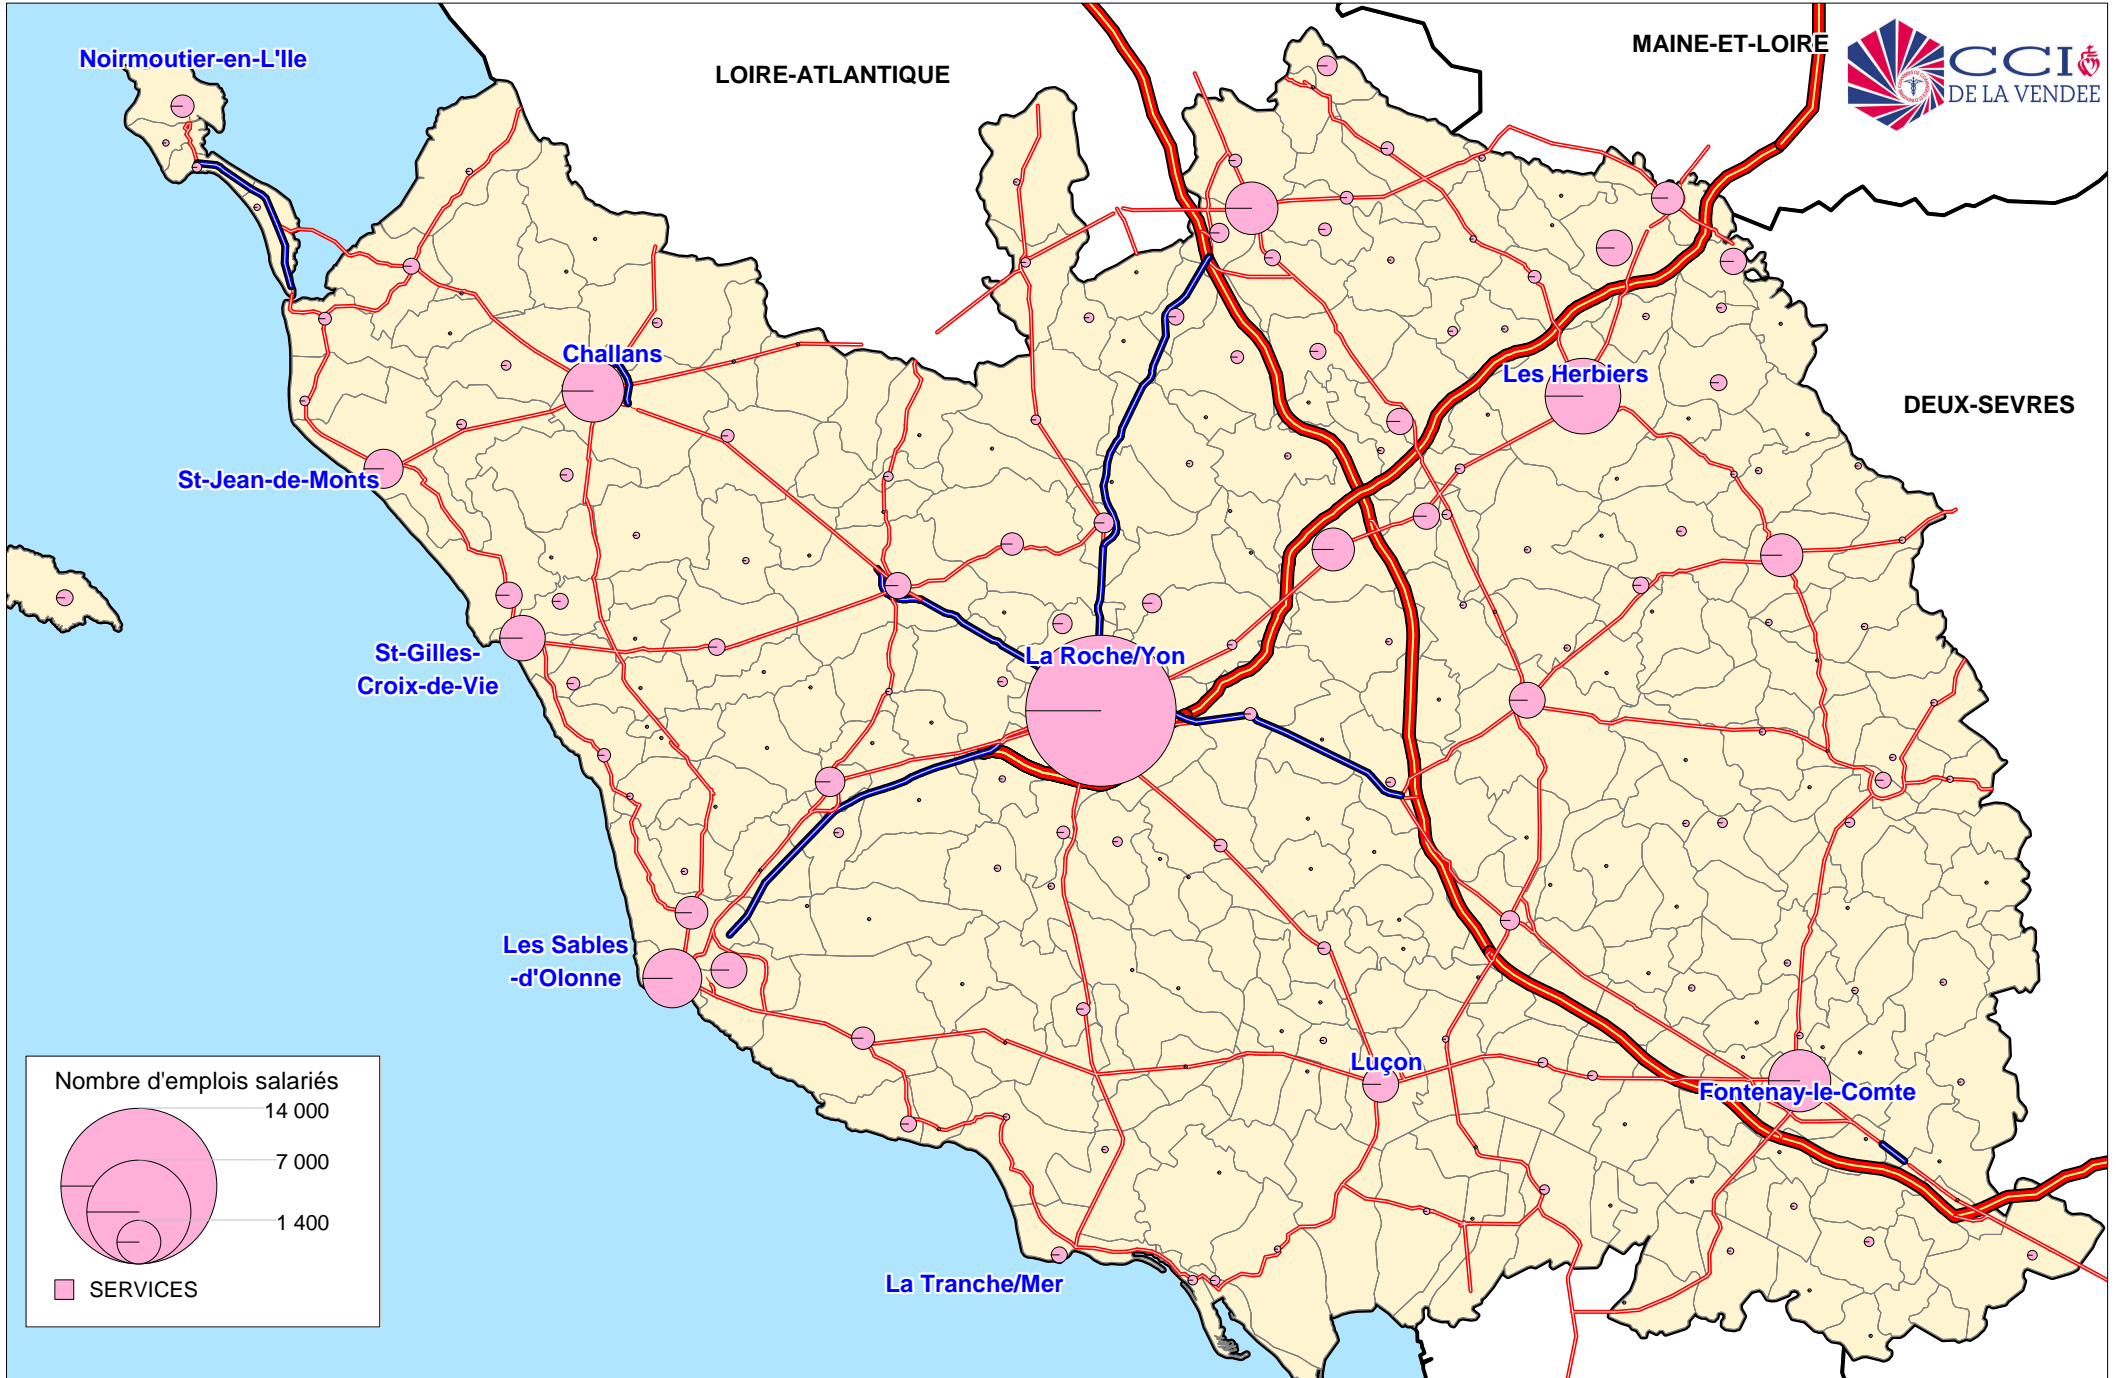 Noirmoutier-en-L'Ile
LOIRE-ATLANTIQUE
MAINE-ET-LOIRE
CCI
DE LA VENDEE
Challans
Les Herbiers
DEUX-SEVRES
St-Jean-de-Monts
St-Gilles-
Croix-de-Vie
La Roche/Yon
Les Sables
-d'Olonne
Luçon
Fontenay-le-Comte
La Tranche/Mer
Nombre d'emplois salariés
14 000
7 000
1 400
SERVICES